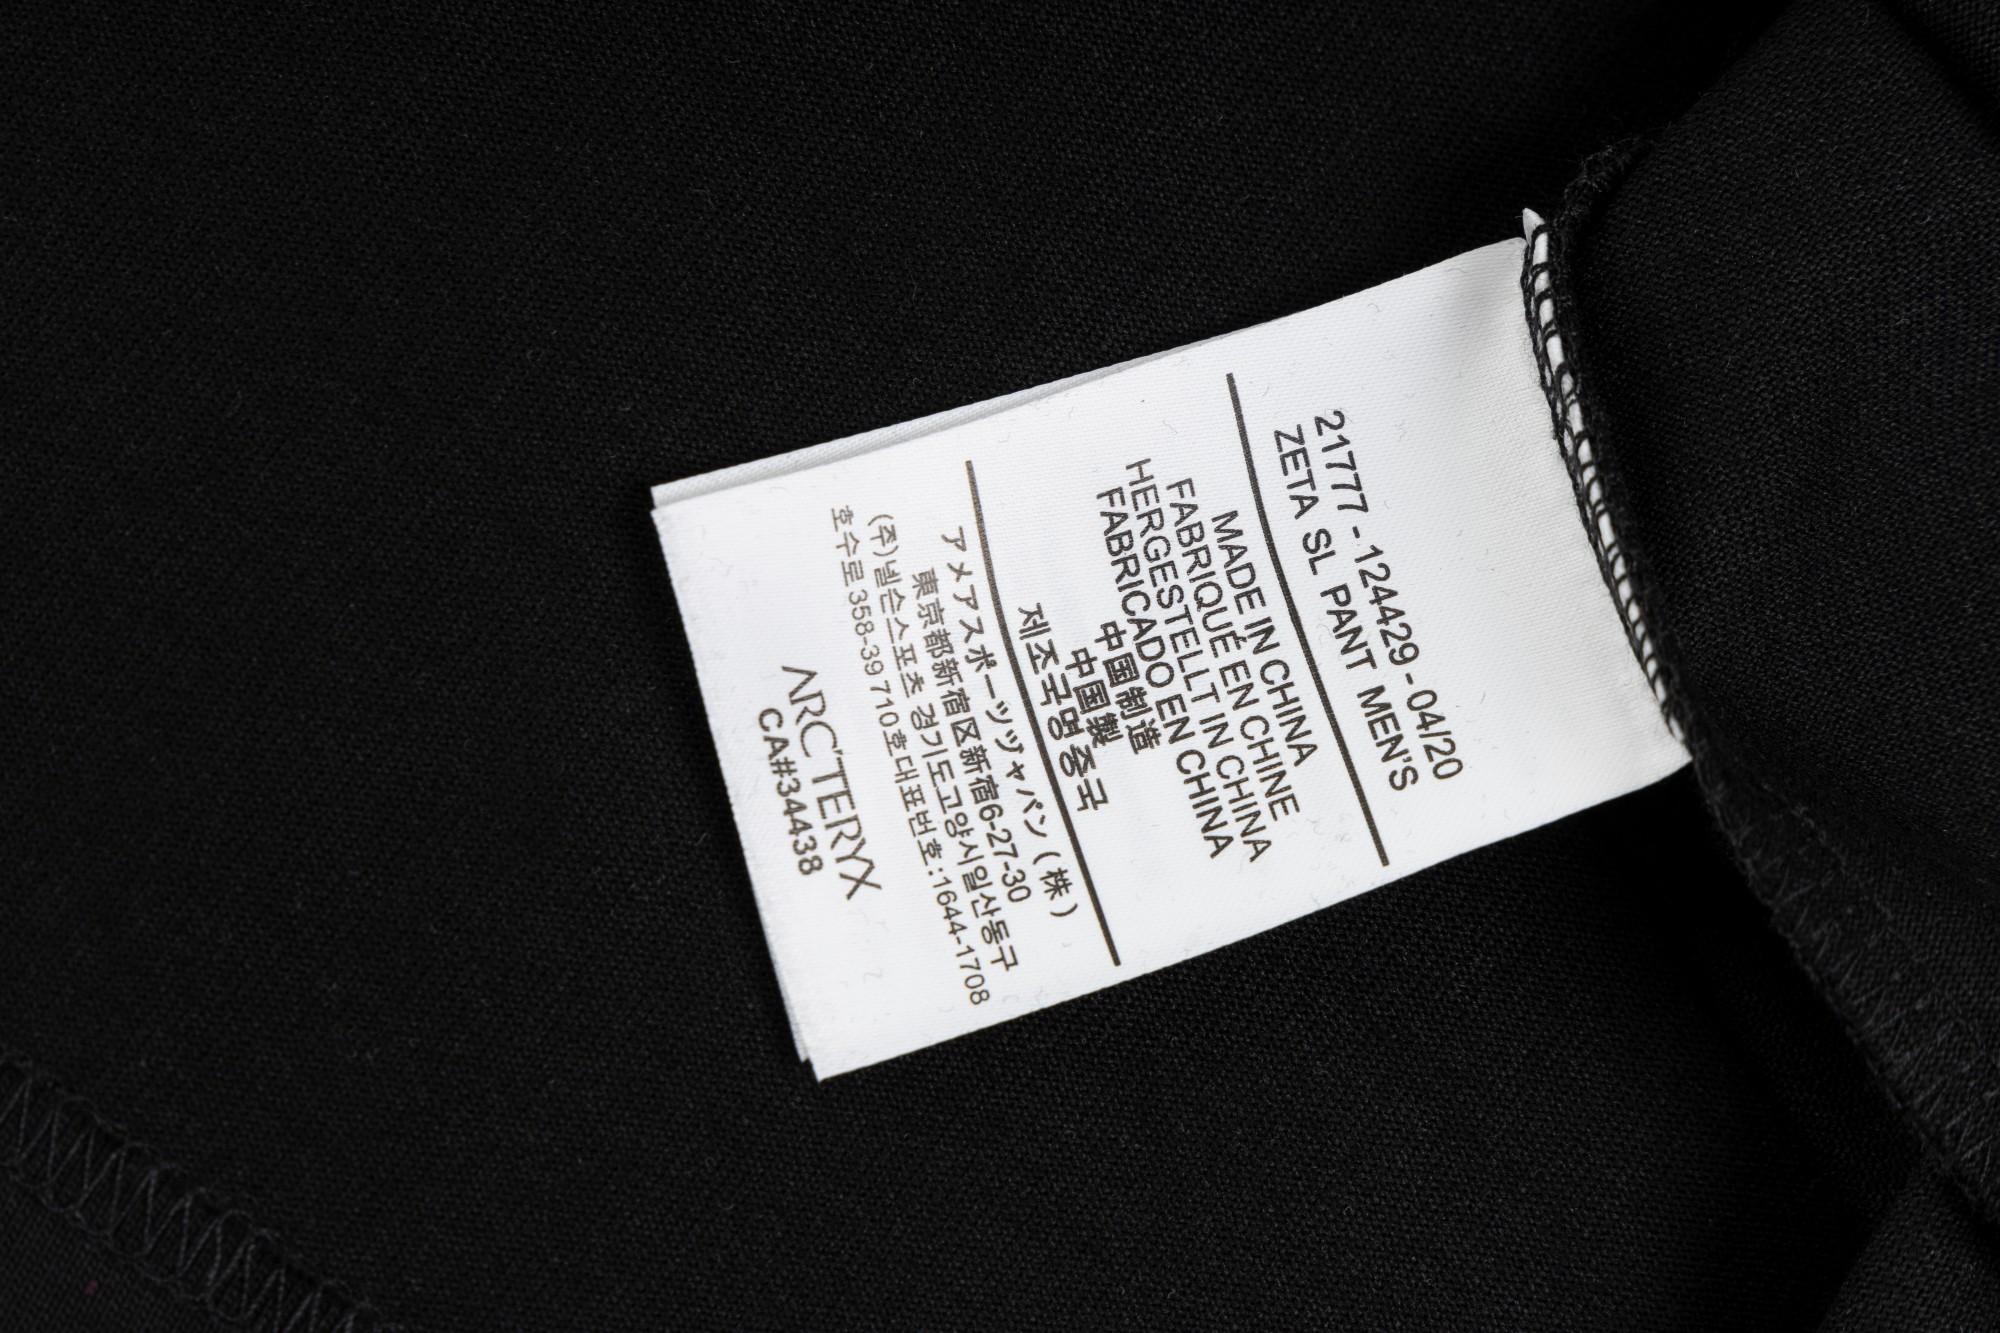 21777 - 124429 - 04/20
ZETA SL PANT MEN'S
MADE IN CHINA
FABRIQUÉ EN CHINE
HERGESTELLT IN CHINA
FABRICADO EN CHINA
中国制造
中国製
제조국명 중국
アメアスポーツヅャパン (株)
東京都新宿区新宿6-27-30
(주)넬슨스포츠 경기도고양시일산동구
호수로 358-39 710호 대표번호:1644-1708
ARC'TERYX
CA#34438